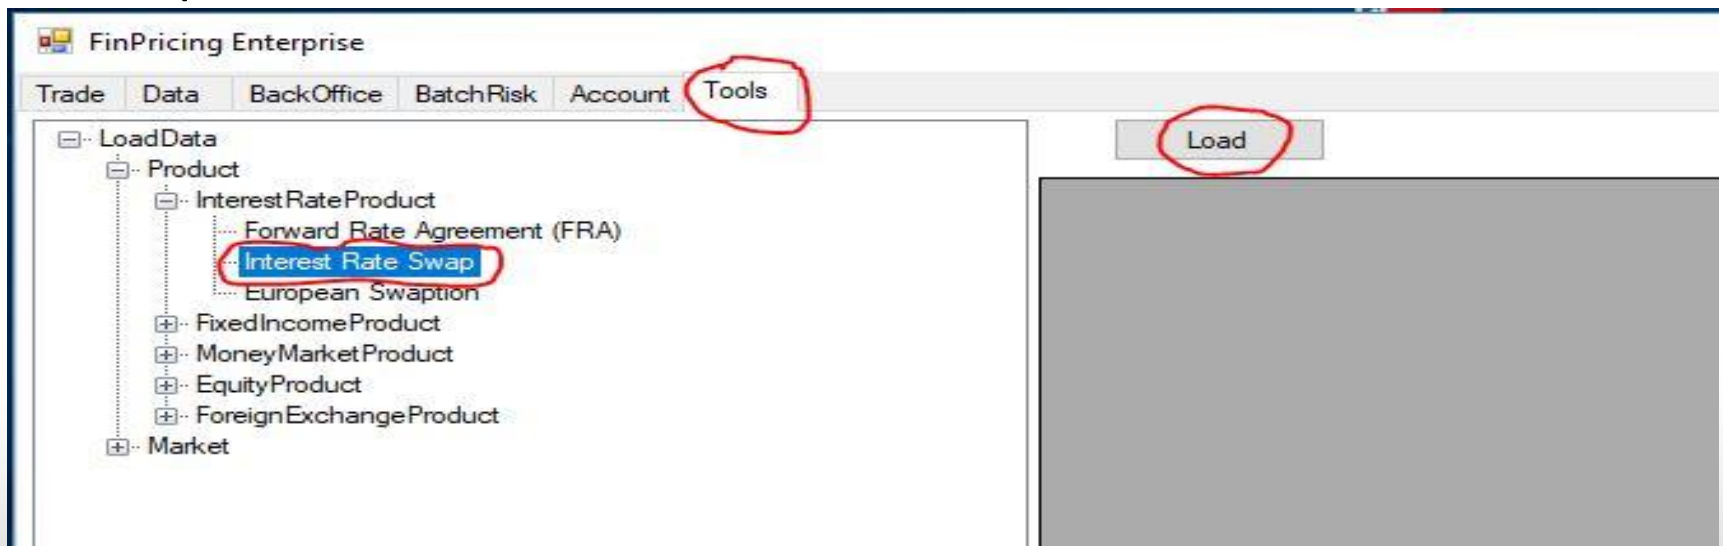 FinPricing Enterprise
Trade Data BackOffice BatchRisk Account Tools
LoadData
Load
Product
InterestRateProduct
Forward Rate Agreement (FRA)
Interest Rate Swap
European Swaption
FixedIncomeProduct
MoneyMarketProduct
EquityProduct
ForeignExchangeProduct
Market